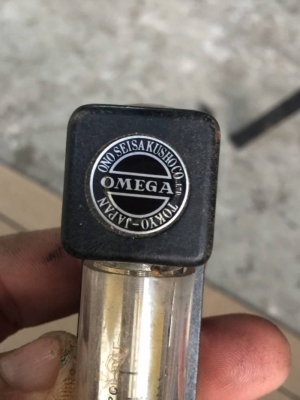 ONO SEISAKUSHO CO., LTD.
OMEGA
TOKYO-JAPAN